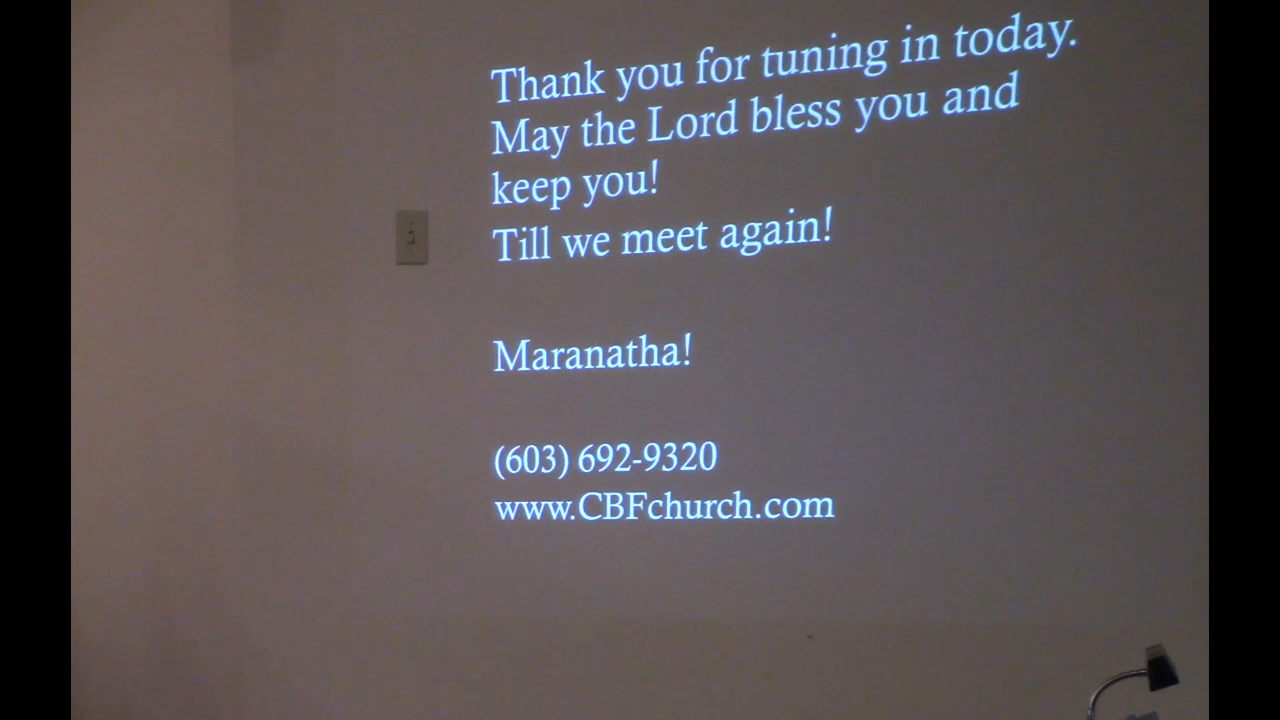 Thank you for tuning in today.
May the Lord bless you and
keep you!
Till we meet again!
Maranatha!
(603) 692-9320
www.CBFchurch.com